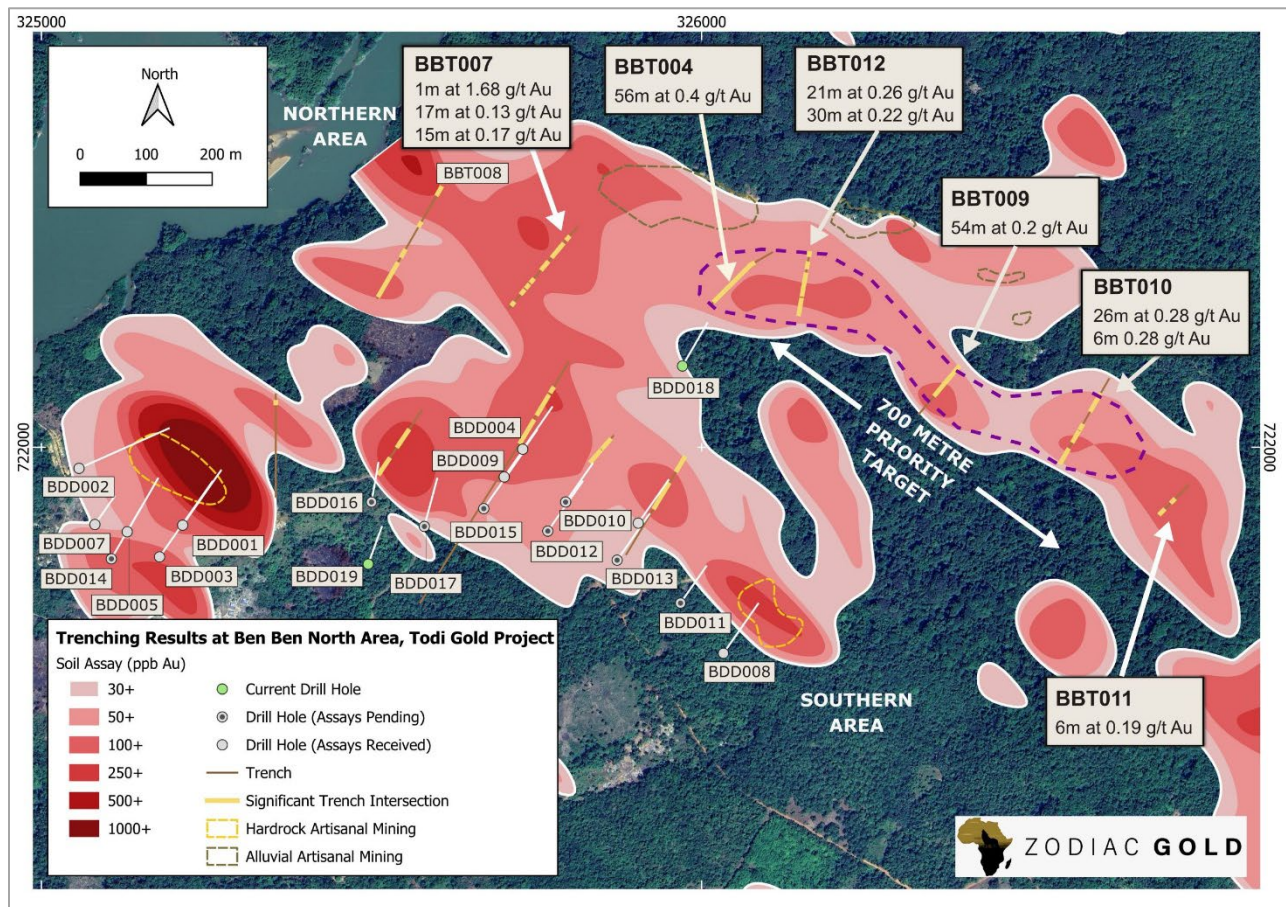 325000
326000
North
0 100 200 m
NORTHERN
AREA
BBT007
1m at 1.68 g/t Au
17m at 0.13 g/t Au
15m at 0.17 g/t Au
BBT004
56m at 0.4 g/t Au
BBT012
21m at 0.26 g/t Au
30m at 0.22 g/t Au
BBT008
BBT009
54m at 0.2 g/t Au
BBT010
26m at 0.28 g/t Au
6m 0.28 g/t Au
BDD018
700 METRE
PRIORITY
TARGET
722000
722000
BDD004
BDD009
BDD002
BDD016
BDD015
BDD010
BDD007
BDD001
BDD012
BDD014
BDD003
BDD019
BDD017
BDD013
BDD005
BDD011
BDD008
SOUTHERN
AREA
BBT011
6m at 0.19 g/t Au
Trenching Results at Ben Ben North Area, Todi Gold Project
Soil Assay (ppb Au)
30+
50+
100+
250+
500+
1000+
Current Drill Hole
Drill Hole (Assays Pending)
Drill Hole (Assays Received)
Trench
Significant Trench Intersection
Hardrock Artisanal Mining
Alluvial Artisanal Mining
ZODIAC GOLD